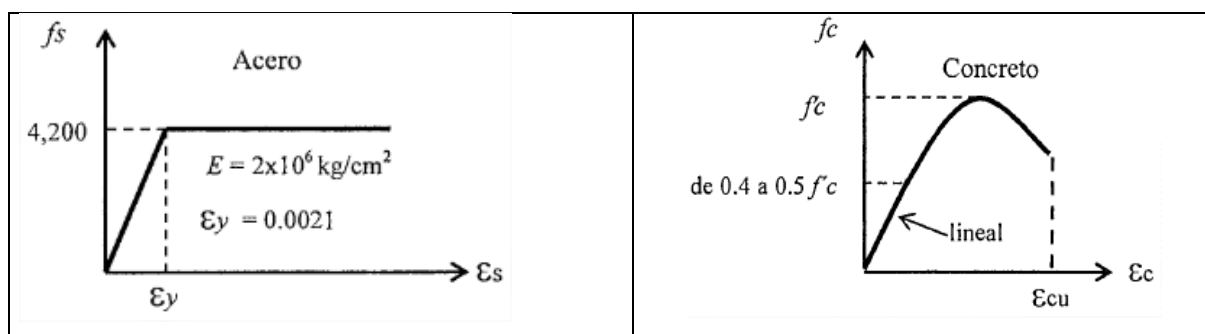 fs
Acero
4,200
E = 2x10⁶ kg/cm²
εy = 0.0021
εs
εy
fc
Concreto
f'c
de 0.4 a 0.5 f'c
lineal
εc
εcu